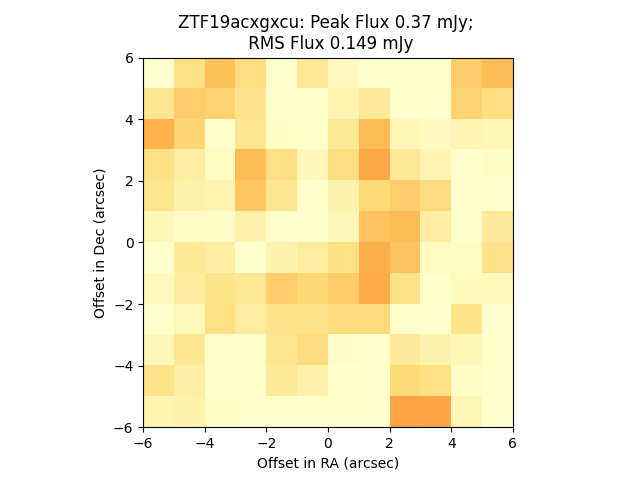 ZTF19acxgxcu: Peak Flux 0.37 mJy;
RMS Flux 0.149 mJy
6
4
2
0
−2
−4
−6
Offset in Dec (arcsec)
−6 −4 −2 0 2 4 6
Offset in RA (arcsec)